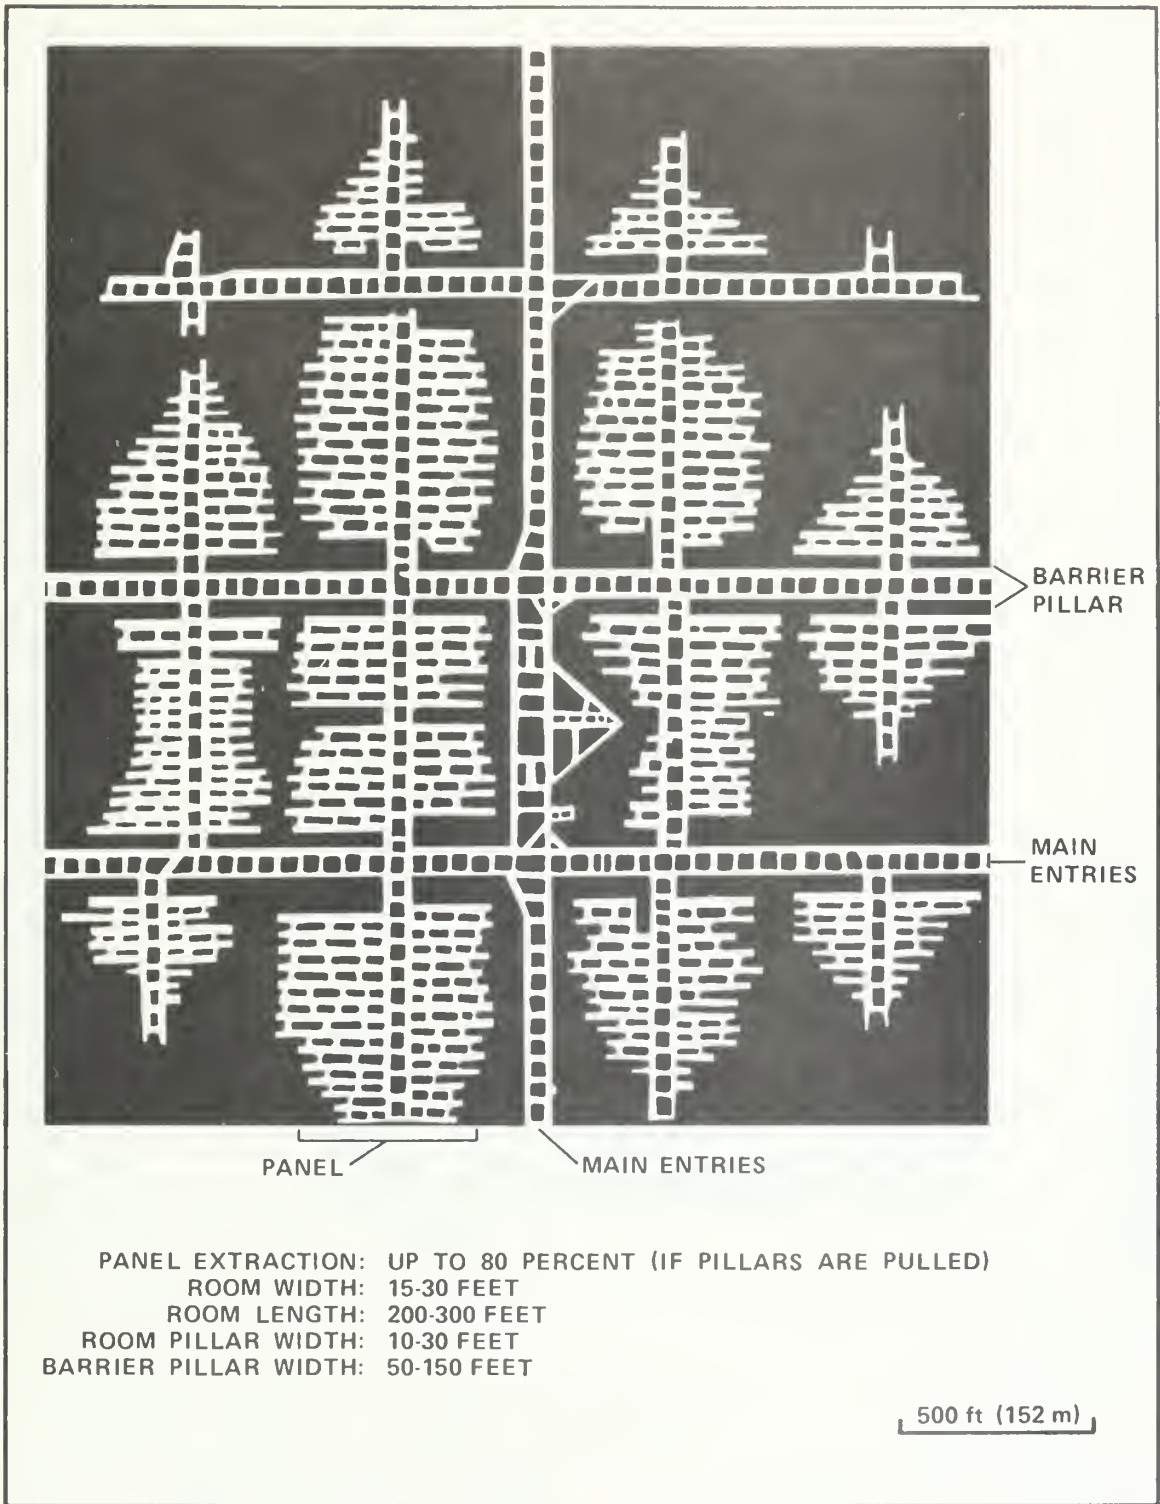 BARRIER
PILLAR
MAIN
ENTRIES
PANEL
MAIN ENTRIES
PANEL EXTRACTION: UP TO 80 PERCENT (IF PILLARS ARE PULLED)
ROOM WIDTH: 15-30 FEET
ROOM LENGTH: 200-300 FEET
ROOM PILLAR WIDTH: 10-30 FEET
BARRIER PILLAR WIDTH: 50-150 FEET
500 ft (152 m)